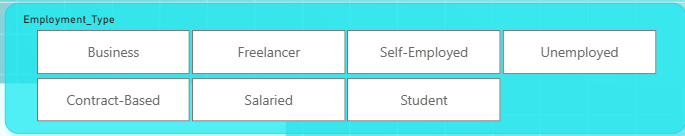 Employment_Type
Business Freelancer Self-Employed Unemployed
Contract-Based Salaried Student